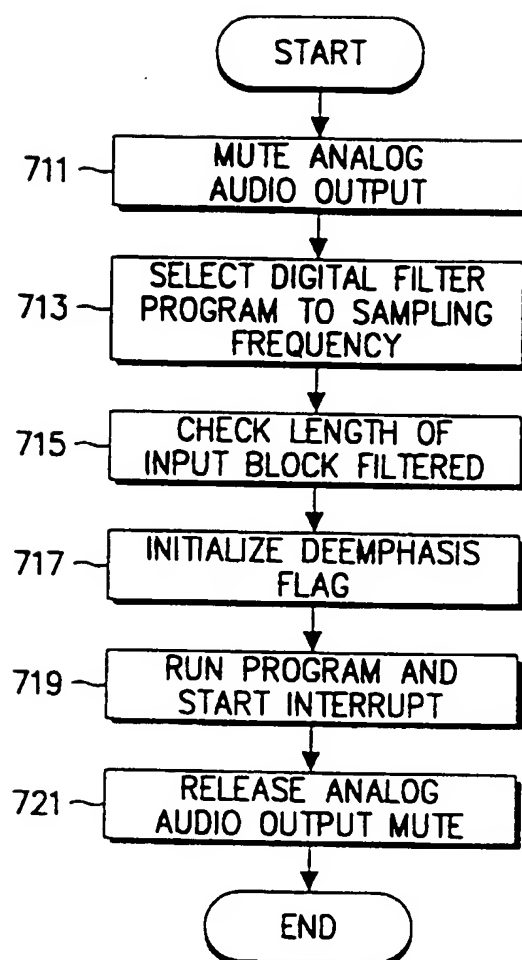 START
711
MUTE ANALOG
AUDIO OUTPUT
713
SELECT DIGITAL FILTER
PROGRAM TO SAMPLING
FREQUENCY
715
CHECK LENGTH OF
INPUT BLOCK FILTERED
717
INITIALIZE DEEMPHASIS
FLAG
719
RUN PROGRAM AND
START INTERRUPT
721
RELEASE ANALOG
AUDIO OUTPUT MUTE
END